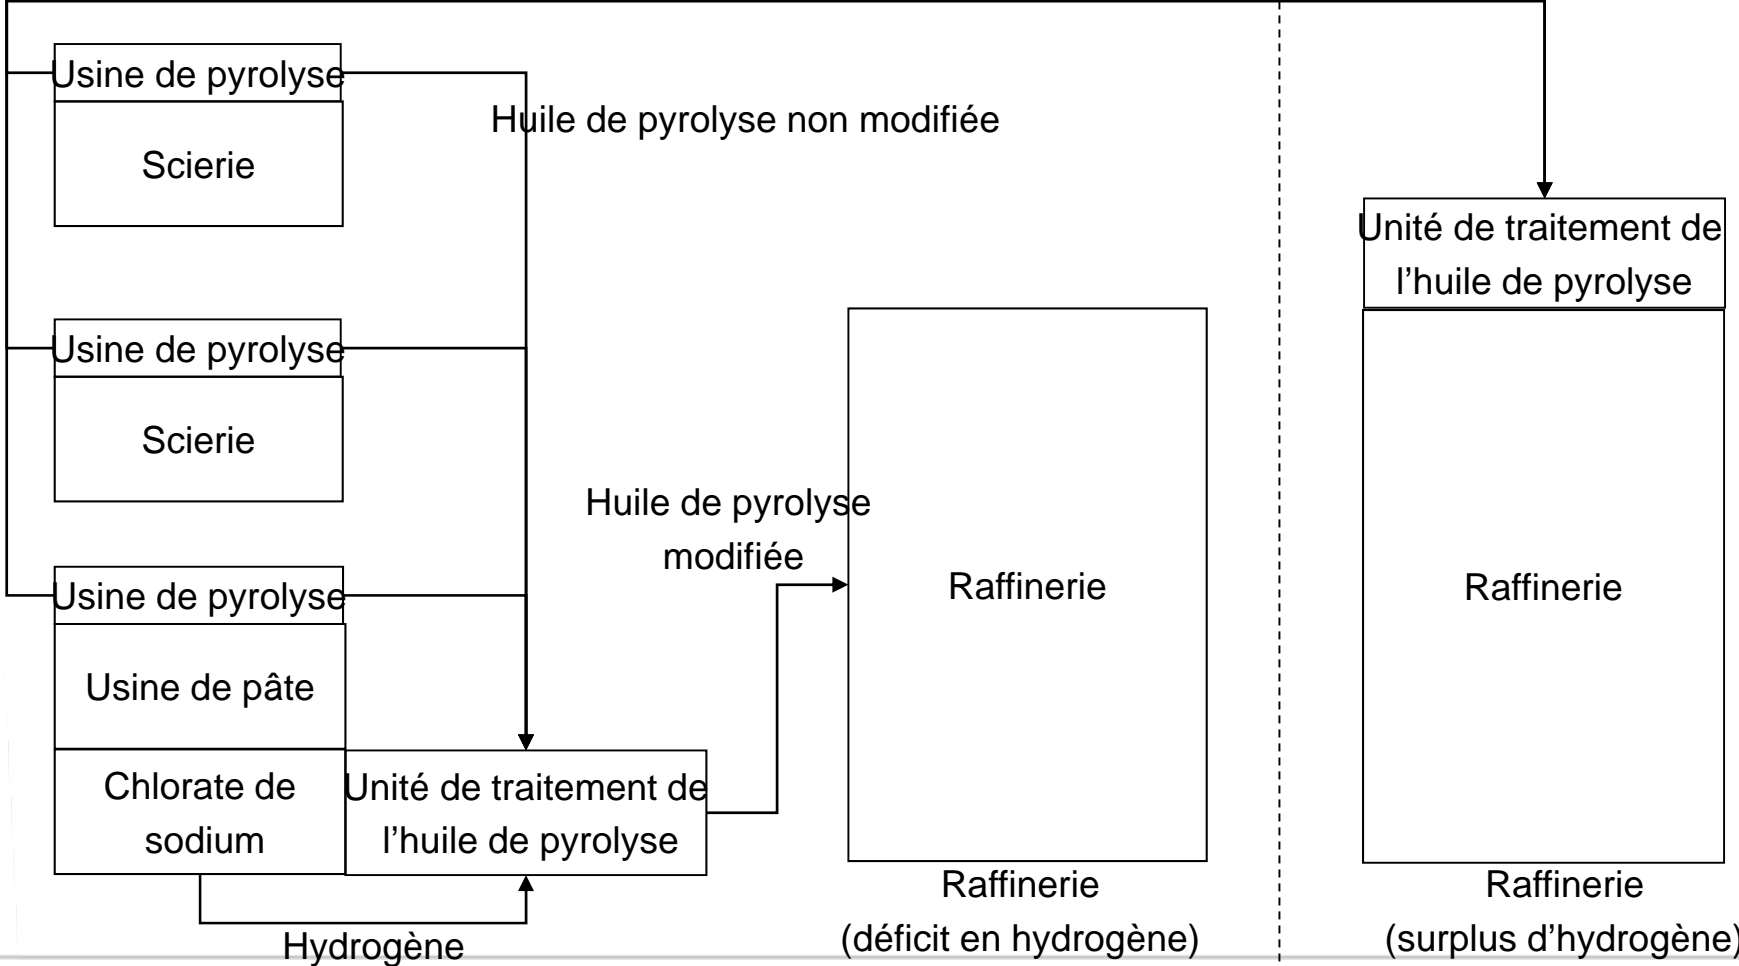 Usine de pyrolyse
Huile de pyrolyse non modifiée
Scierie
Unité de traitement de
l’huile de pyrolyse
Usine de pyrolyse
Scierie
Huile de pyrolyse
modifiée
Raffinerie
Raffinerie
Usine de pyrolyse
Usine de pâte
Chlorate de
sodium
Unité de traitement de
l’huile de pyrolyse
Hydrogène
Raffinerie
(déficit en hydrogène)
Raffinerie
(surplus d’hydrogène)